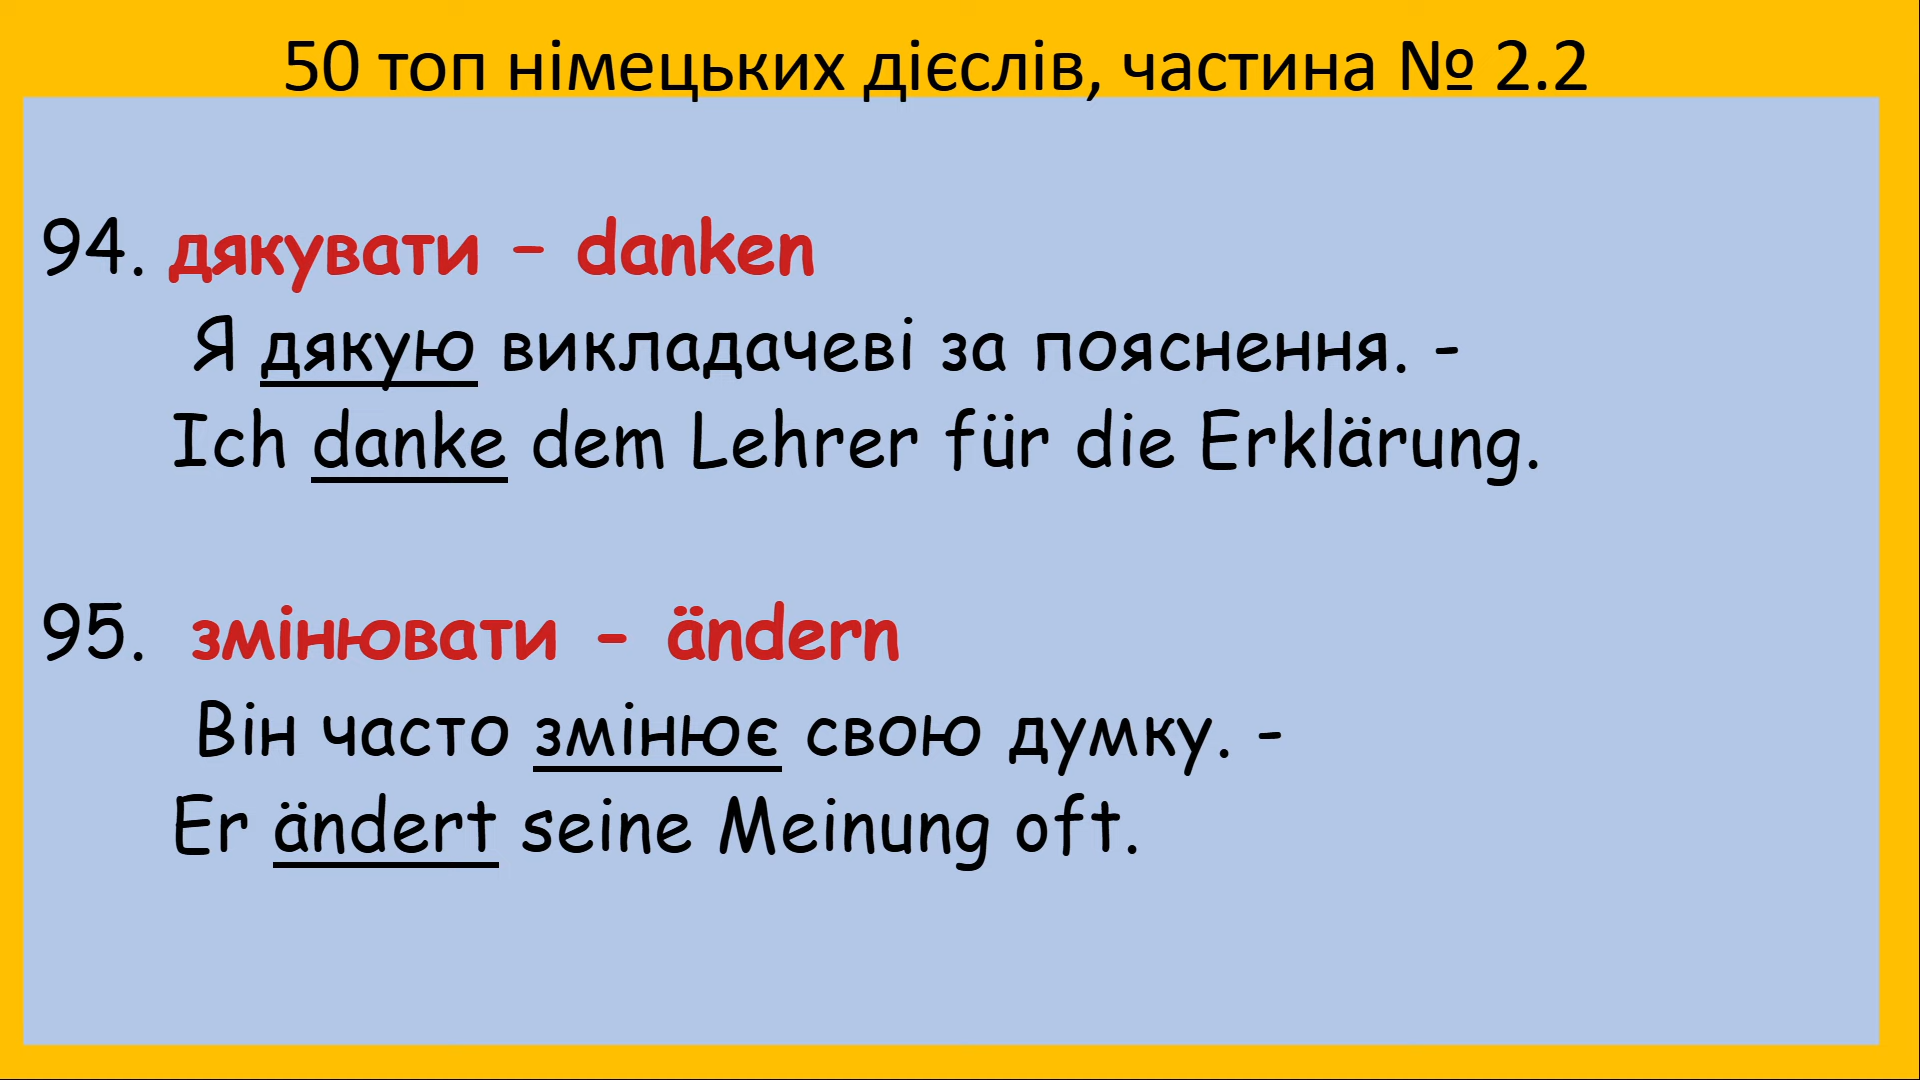 50 топ німецьких дієслів, частина № 2.2
94. дякувати – danken
Я дякую викладачеві за пояснення. -
Ich danke dem Lehrer für die Erklärung.
95. змінювати - ändern
Він часто змінює свою думку. -
Er ändert seine Meinung oft.